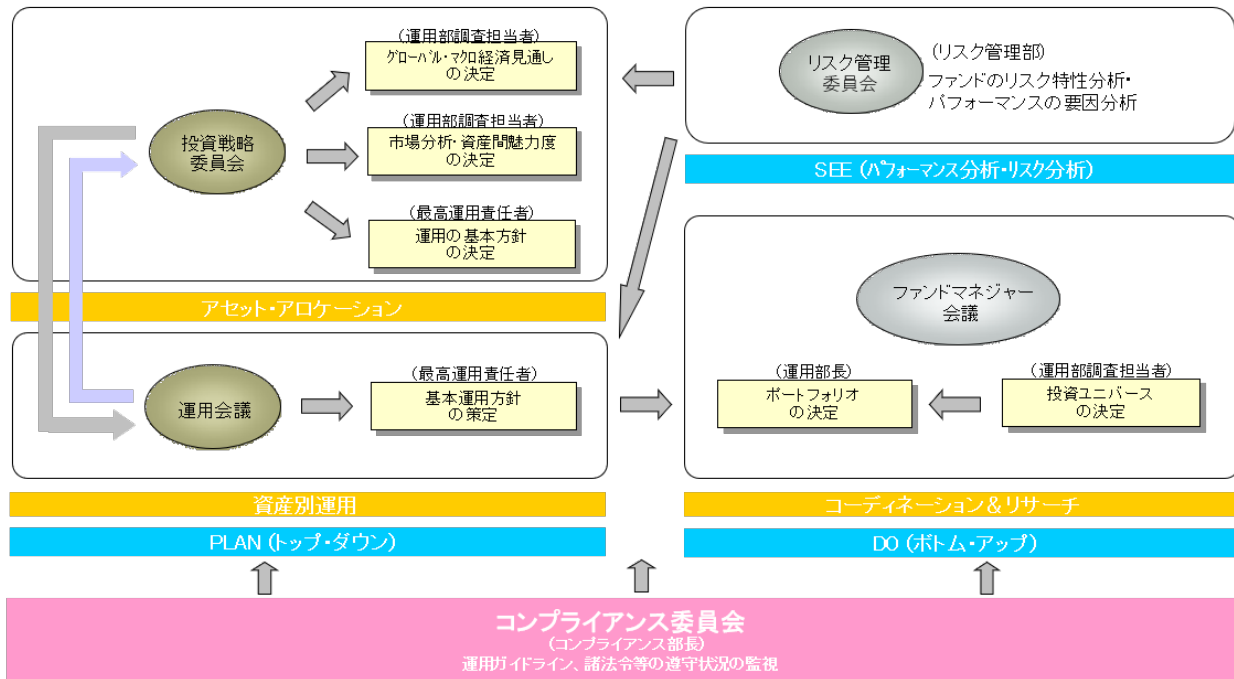 (運用部調査担当者)
グローバル・マクロ経済見通し
の決定
投資戦略
委員会
(運用部調査担当者)
市場分析・資産間魅力度
の決定
(最高運用責任者)
運用の基本方針
の決定
アセット・アロケーション
リスク管理
委員会
(リスク管理部)
ファンドのリスク特性分析・
パフォーマンスの要因分析
SEE (パフォーマンス分析・リスク分析)
運用会議
(最高運用責任者)
基本運用方針
の策定
資産別運用
PLAN (トップ・ダウン)
ファンドマネジャー
会議
(運用部長)
ポートフォリオ
の決定
(運用部調査担当者)
投資ユニバース
の決定
コーディネーション＆リサーチ
DO (ボトム・アップ)
コンプライアンス委員会
(コンプライアンス部長)
運用ガイドライン、諸法令等の遵守状況の監視